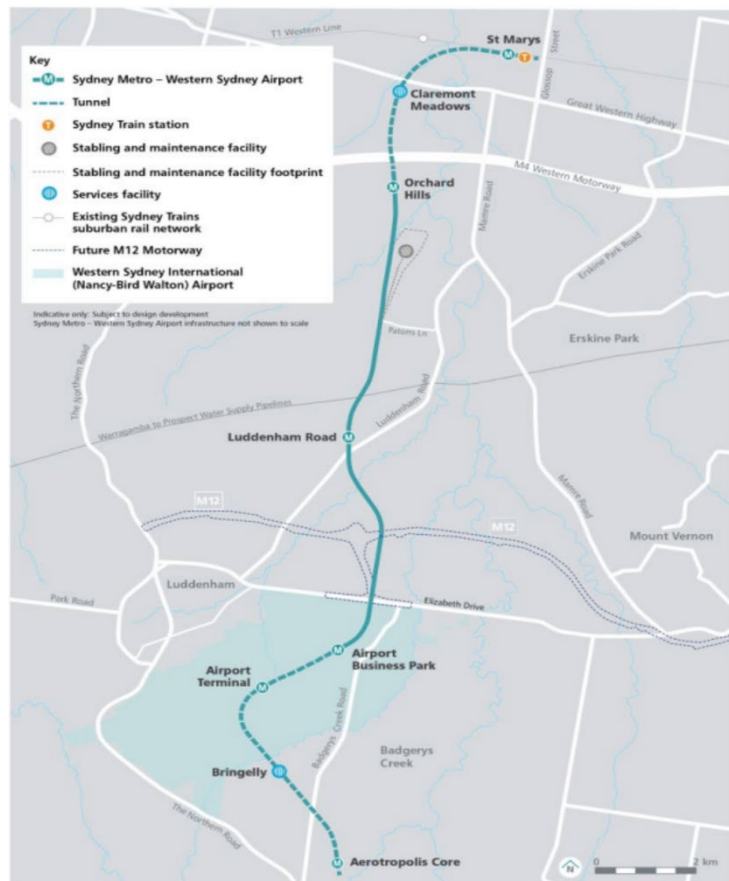 Key
M
Sydney Metro – Western Sydney Airport
Tunnel
T
Sydney Train station
Stabling and maintenance facility
Stabling and maintenance facility footprint
Services facility
Existing Sydney Trains
suburban rail network
Future M12 Motorway
Western Sydney International
(Nancy-Bird Walton) Airport
Indicative only: Subject to design development
Sydney Metro – Western Sydney Airport infrastructure not shown to scale
T1 Western Line
St Marys
M
T
Glossop Street
Claremont
Meadows
Great Western Highway
M4 Western Motorway
M
Orchard
Hills
Mamre Road
Erskine Park Road
Patons Ln
Erskine Park
The Northern Road
Warragamba to Prospect Water Supply Pipelines
Luddenham Road
Luddenham Road
M
Mamre Road
M12
M12
Mount Vernon
Luddenham
Park Road
Elizabeth Drive
M
Airport
Business Park
Airport
Terminal
M
Badgerys Creek Road
Badgerys
Creek
Bringelly
The Northern Road
M
Aerotropolis Core
N
0 2 km